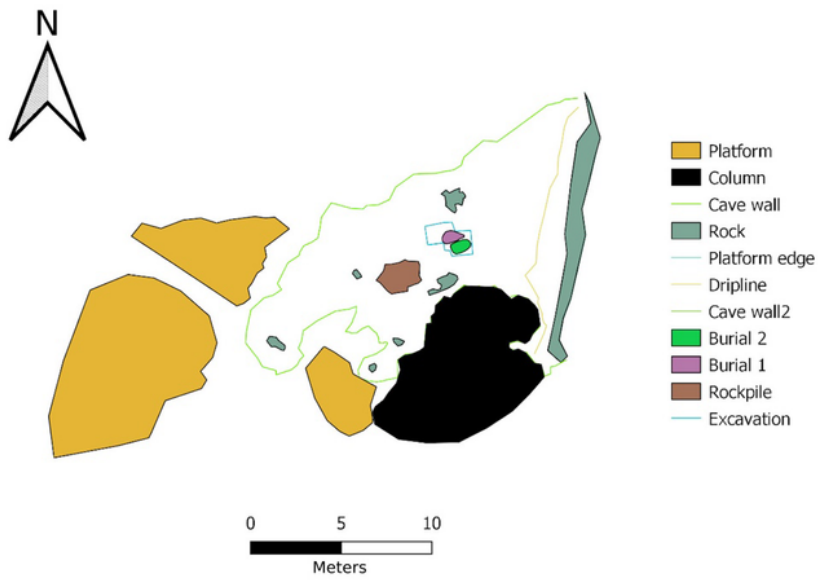 N
Platform
Column
Cave wall
Rock
Platform edge
Dripline
Cave wall2
Burial 2
Burial 1
Rockpile
Excavation
0 5 10
Meters